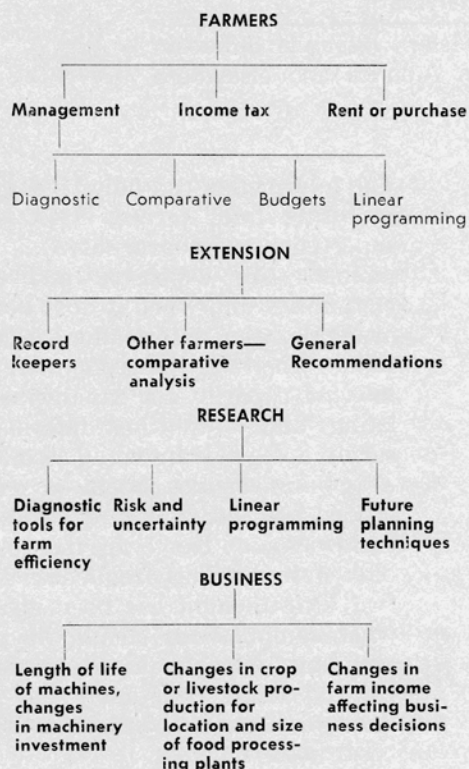 FARMERS
Management Income tax Rent or purchase
Diagnostic Comparative Budgets Linear
programming
EXTENSION
Record
keepers
Other farmers—
comparative
analysis
General
Recommendations
RESEARCH
Diagnostic
tools for
farm
efficiency
Risk and
uncertainty
Linear
programming
Future
planning
techniques
BUSINESS
Length of life
of machines,
changes
in machinery
investment
Changes in crop
or livestock pro-
duction for
location and size
of food process-
ing plants
Changes in
farm income
affecting busi-
ness decisions